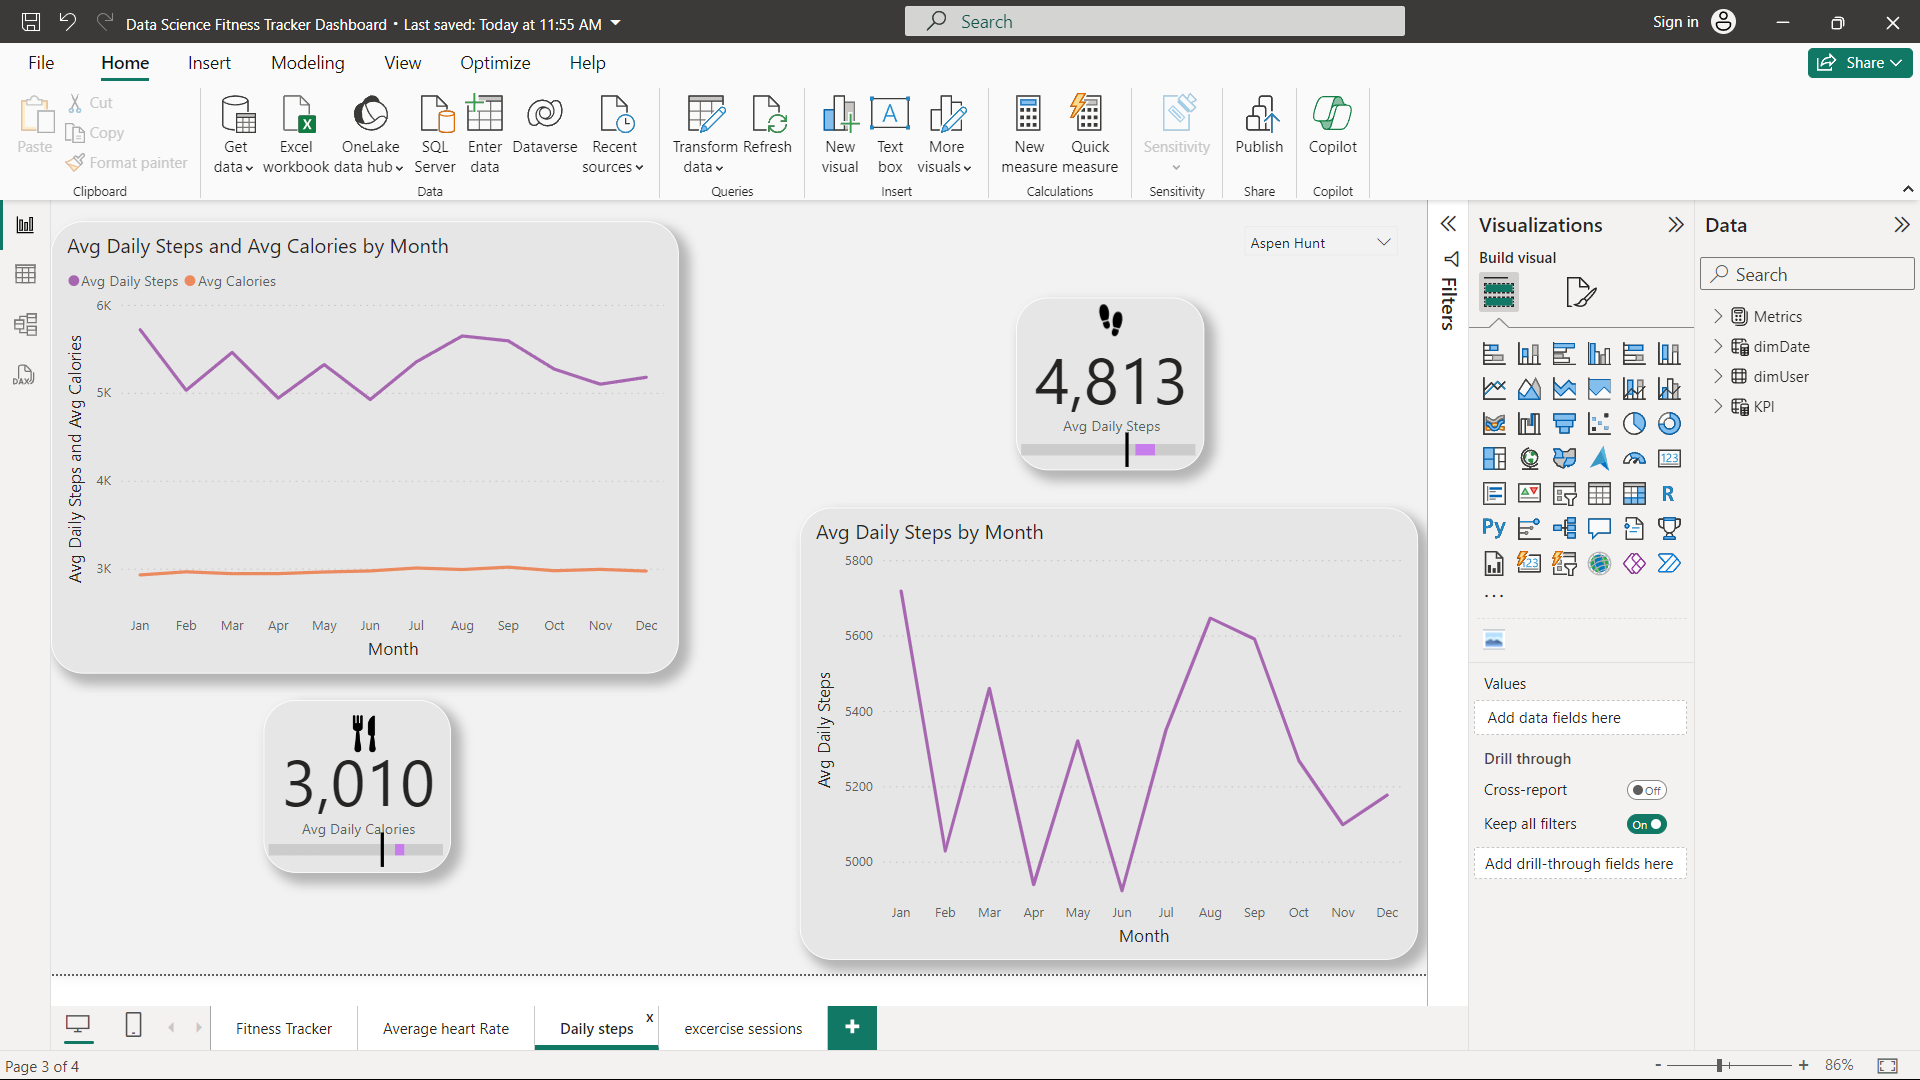 Data Science Fitness Tracker Dashboard • Last saved: Today at 11:55 AM
Search
Sign in
File Home Insert Modeling View Optimize Help
Share
Paste
Cut
Copy
Format painter
Clipboard
Get data
Excel workbook
OneLake data hub
SQL Server
Enter data
Dataverse
Recent sources
Data
Transform data
Refresh
Queries
New visual
Text box
More visuals
Insert
New measure
Quick measure
Calculations
Sensitivity
Sensitivity
Publish
Share
Copilot
Copilot
DAX
Avg Daily Steps and Avg Calories by Month
Avg Daily Steps Avg Calories
Avg Daily Steps and Avg Calories
6K
5K
4K
3K
Jan Feb Mar Apr May Jun Jul Aug Sep Oct Nov Dec
Month
3,010
Avg Daily Calories
Aspen Hunt
4,813
Avg Daily Steps
Avg Daily Steps by Month
Avg Daily Steps
5800
5600
5400
5200
5000
Jan Feb Mar Apr May Jun Jul Aug Sep Oct Nov Dec
Month
Filters
Visualizations
Build visual
123
R
Py
123
...
Values
Add data fields here
Drill through
Cross-report
Off
Keep all filters
On
Add drill-through fields here
Data
Search
Metrics
dimDate
dimUser
KPI
Fitness Tracker
Average heart Rate
Daily steps
x
excercise sessions
+
Page 3 of 4
- + 86%